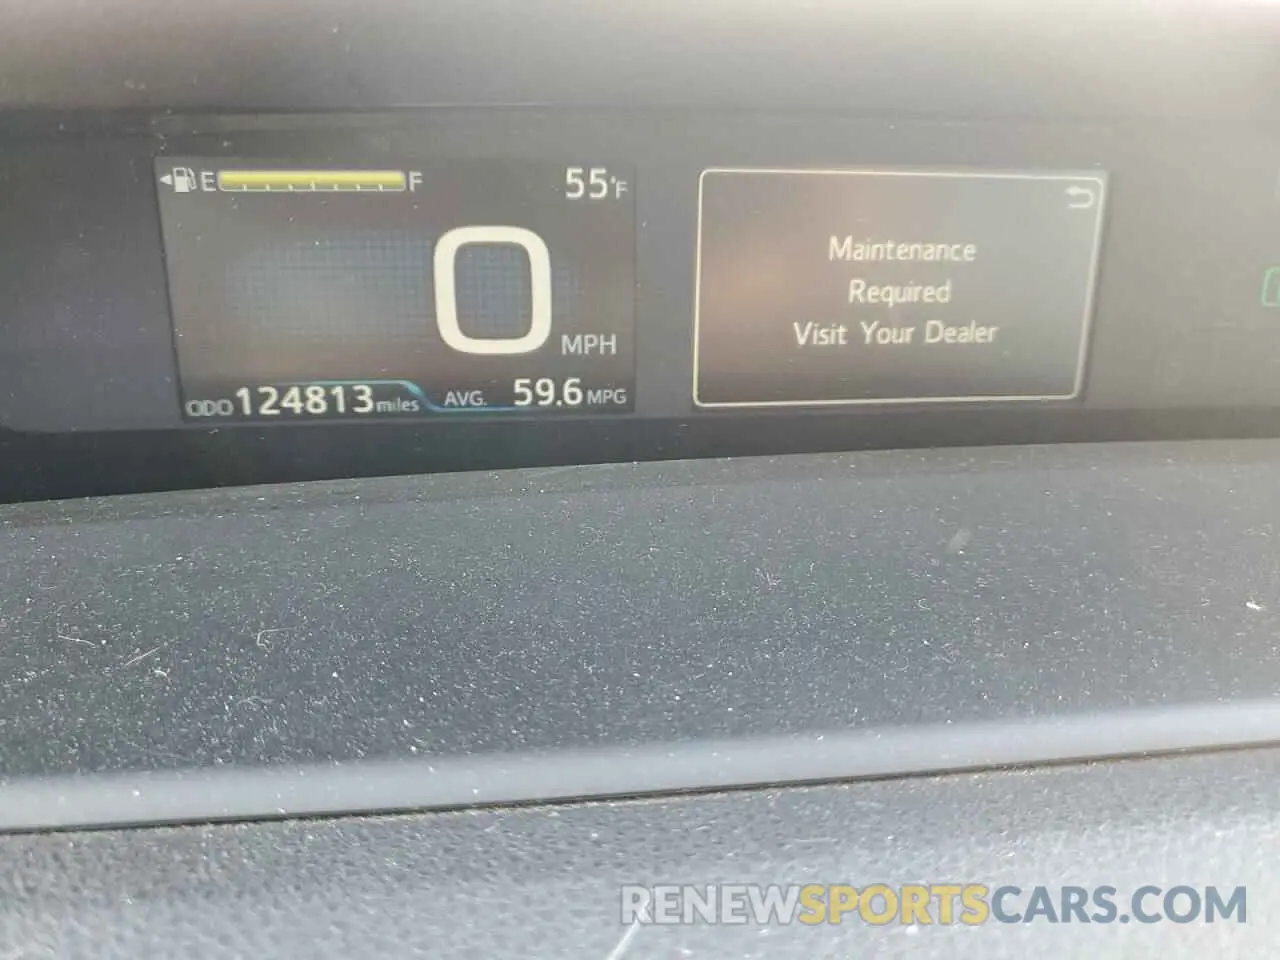 E F 55°F
0 MPH
ODO 124813 miles AVG. 59.6 MPG
Maintenance
Required
Visit Your Dealer
RENEWSPORTSCARS.COM